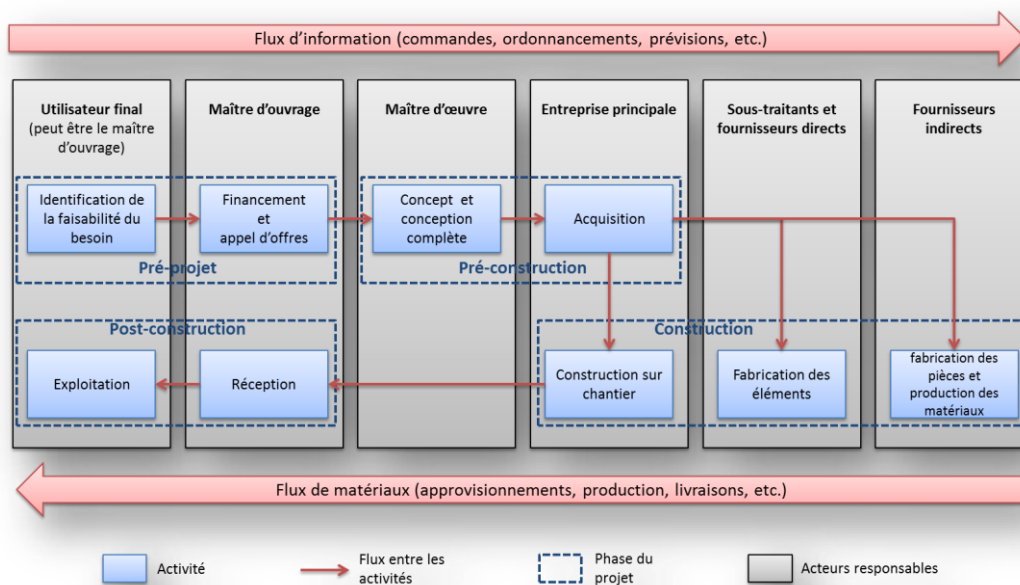 Flux d’information (commandes, ordonnancements, prévisions, etc.)
Utilisateur final
(peut être le maître
d’ouvrage)
Maître d’ouvrage
Maître d’œuvre
Entreprise principale
Sous-traitants et
fournisseurs directs
Fournisseurs
indirects
Identification de
la faisabilité du
besoin
Financement
et
appel d’offres
Concept et
conception
complète
Acquisition
Pré-projet
Pré-construction
Post-construction
Construction
Exploitation
Réception
Construction sur
chantier
Fabrication des
éléments
fabrication des
pièces et
production des
matériaux
Flux de matériaux (approvisionnements, production, livraisons, etc.)
Activité
Flux entre les
activités
Phase du
projet
Acteurs responsables